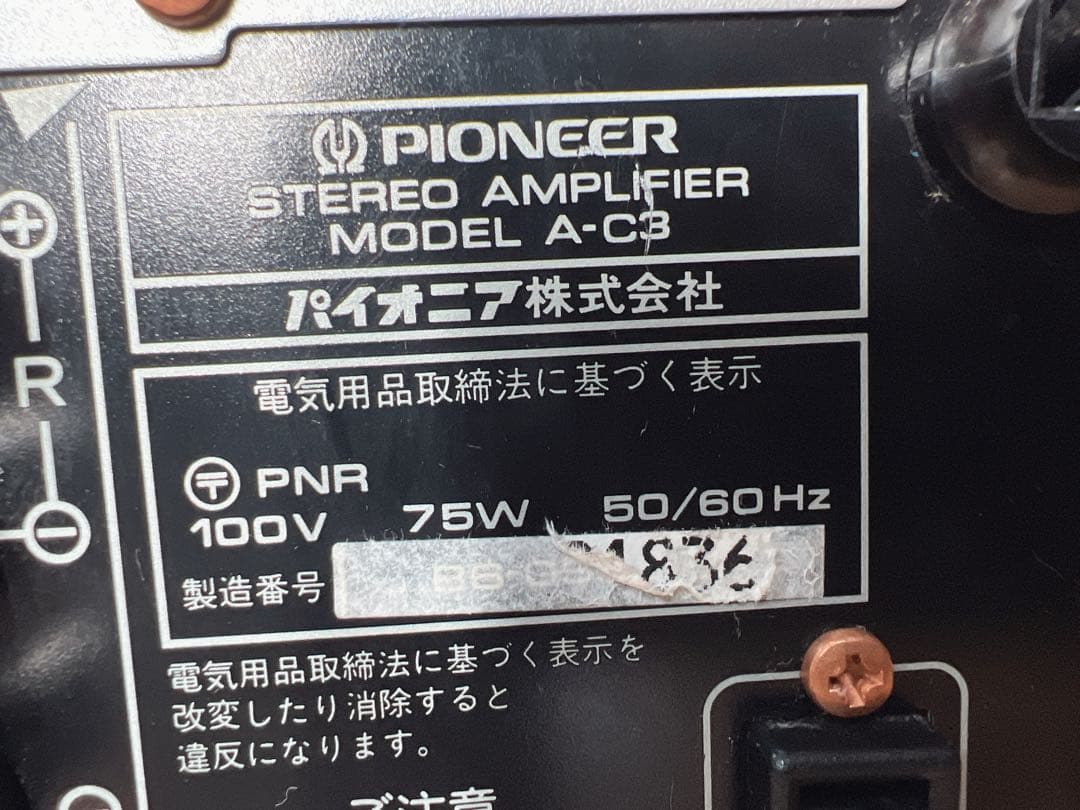 PIONEER
STEREO AMPLIFIER
MODEL A-C3
パイオニア株式会社
電気用品取締法に基づく表示
〒 PNR
100V 75W 50/60Hz
製造番号
電気用品取締法に基づく表示を
改変したり消除すると
違反になります。
ご注意
R